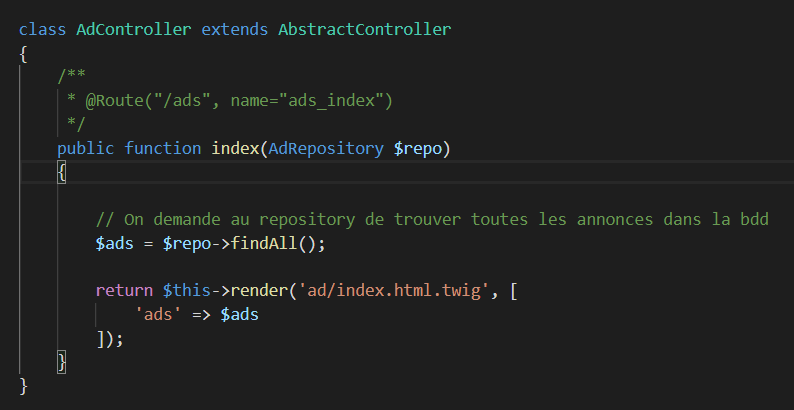 class AdController extends AbstractController
{
    /**
     * @Route("/ads", name="ads_index")
     */
    public function index(AdRepository $repo)
    {
        // On demande au repository de trouver toutes les annonces dans la bdd
        $ads = $repo->findAll();
        return $this->render('ad/index.html.twig', [
            'ads' => $ads
        ]);
    }
}